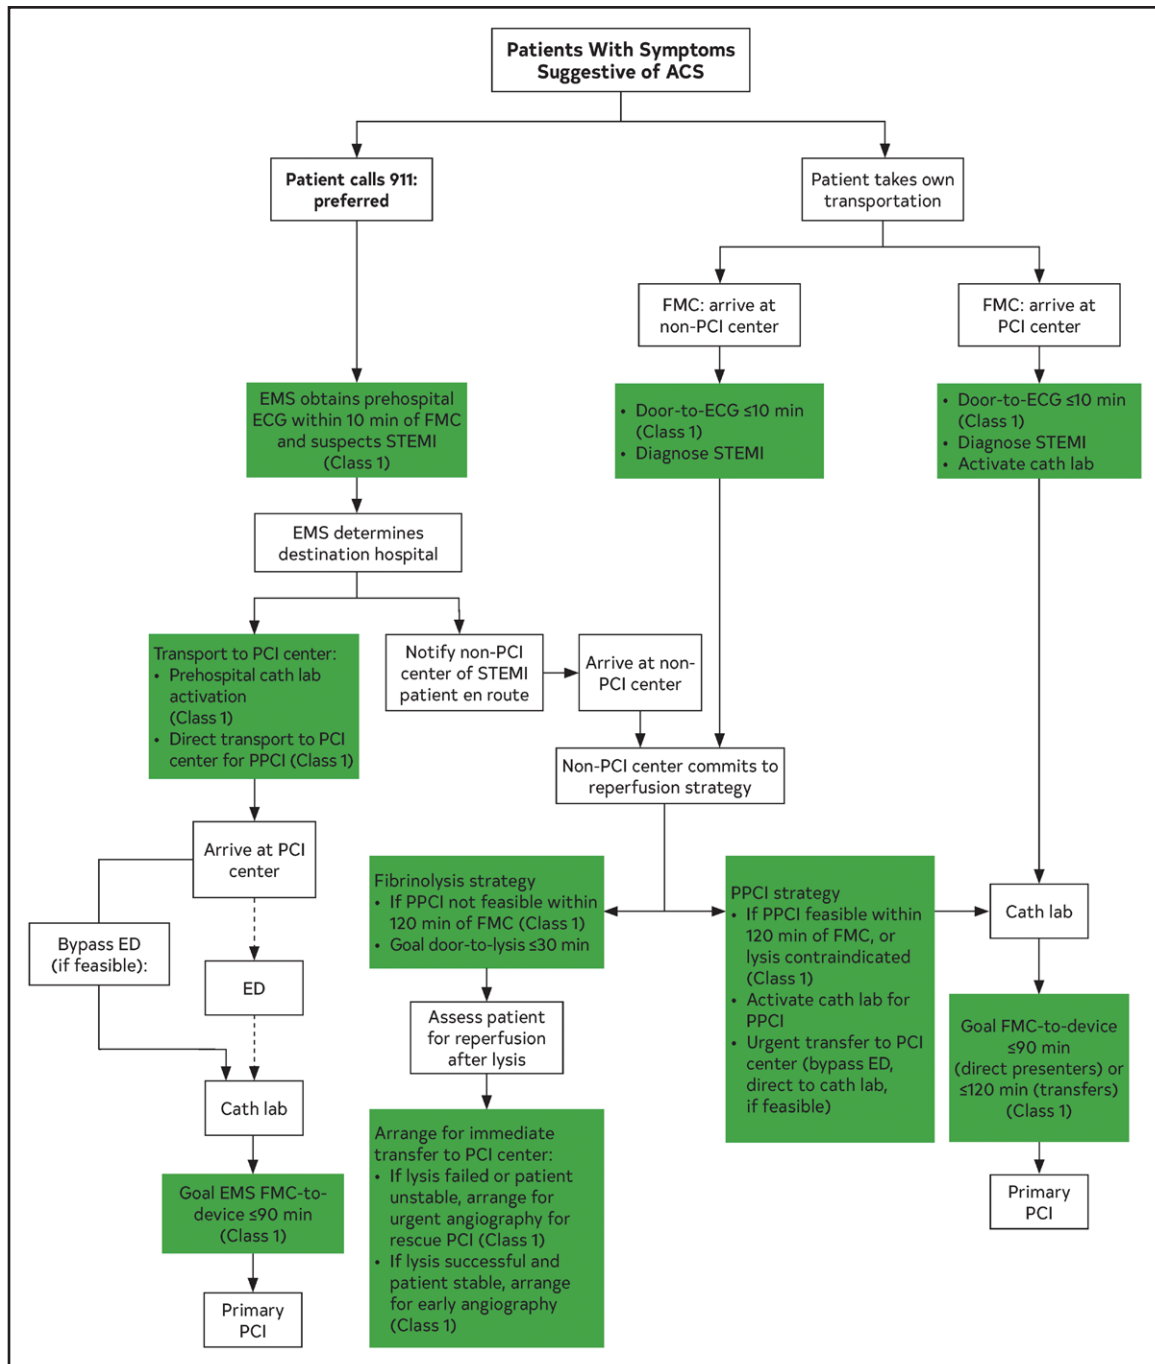 Patients With Symptoms
Suggestive of ACS
Patient calls 911:
preferred
Patient takes own
transportation
FMC: arrive at
non-PCI center
FMC: arrive at
PCI center
EMS obtains prehospital
ECG within 10 min of FMC
and suspects STEMI
(Class 1)
• Door-to-ECG ≤10 min
(Class 1)
• Diagnose STEMI
• Door-to-ECG ≤10 min
(Class 1)
• Diagnose STEMI
• Activate cath lab
EMS determines
destination hospital
Transport to PCI center:
• Prehospital cath lab
activation
(Class 1)
• Direct transport to PCI
center for PPCI (Class 1)
Notify non-PCI
center of STEMI
patient en route
Arrive at non-
PCI center
Non-PCI center commits to
reperfusion strategy
Arrive at PCI
center
Bypass ED
(if feasible):
ED
Cath lab
Goal EMS FMC-to-
device ≤90 min
(Class 1)
Primary
PCI
Fibrinolysis strategy
• If PPCI not feasible within
120 min of FMC (Class 1)
• Goal door-to-lysis ≤30 min
Assess patient
for reperfusion
after lysis
Arrange for immediate
transfer to PCI center:
• If lysis failed or patient
unstable, arrange for
urgent angiography for
rescue PCI (Class 1)
• If lysis successful and
patient stable, arrange
for early angiography
(Class 1)
PPCI strategy
• If PPCI feasible within
120 min of FMC, or
lysis contraindicated
(Class 1)
• Activate cath lab for
PPCI
• Urgent transfer to PCI
center (bypass ED,
direct to cath lab,
if feasible)
Cath lab
Goal FMC-to-device
≤90 min
(direct presenters) or
≤120 min (transfers)
(Class 1)
Primary
PCI